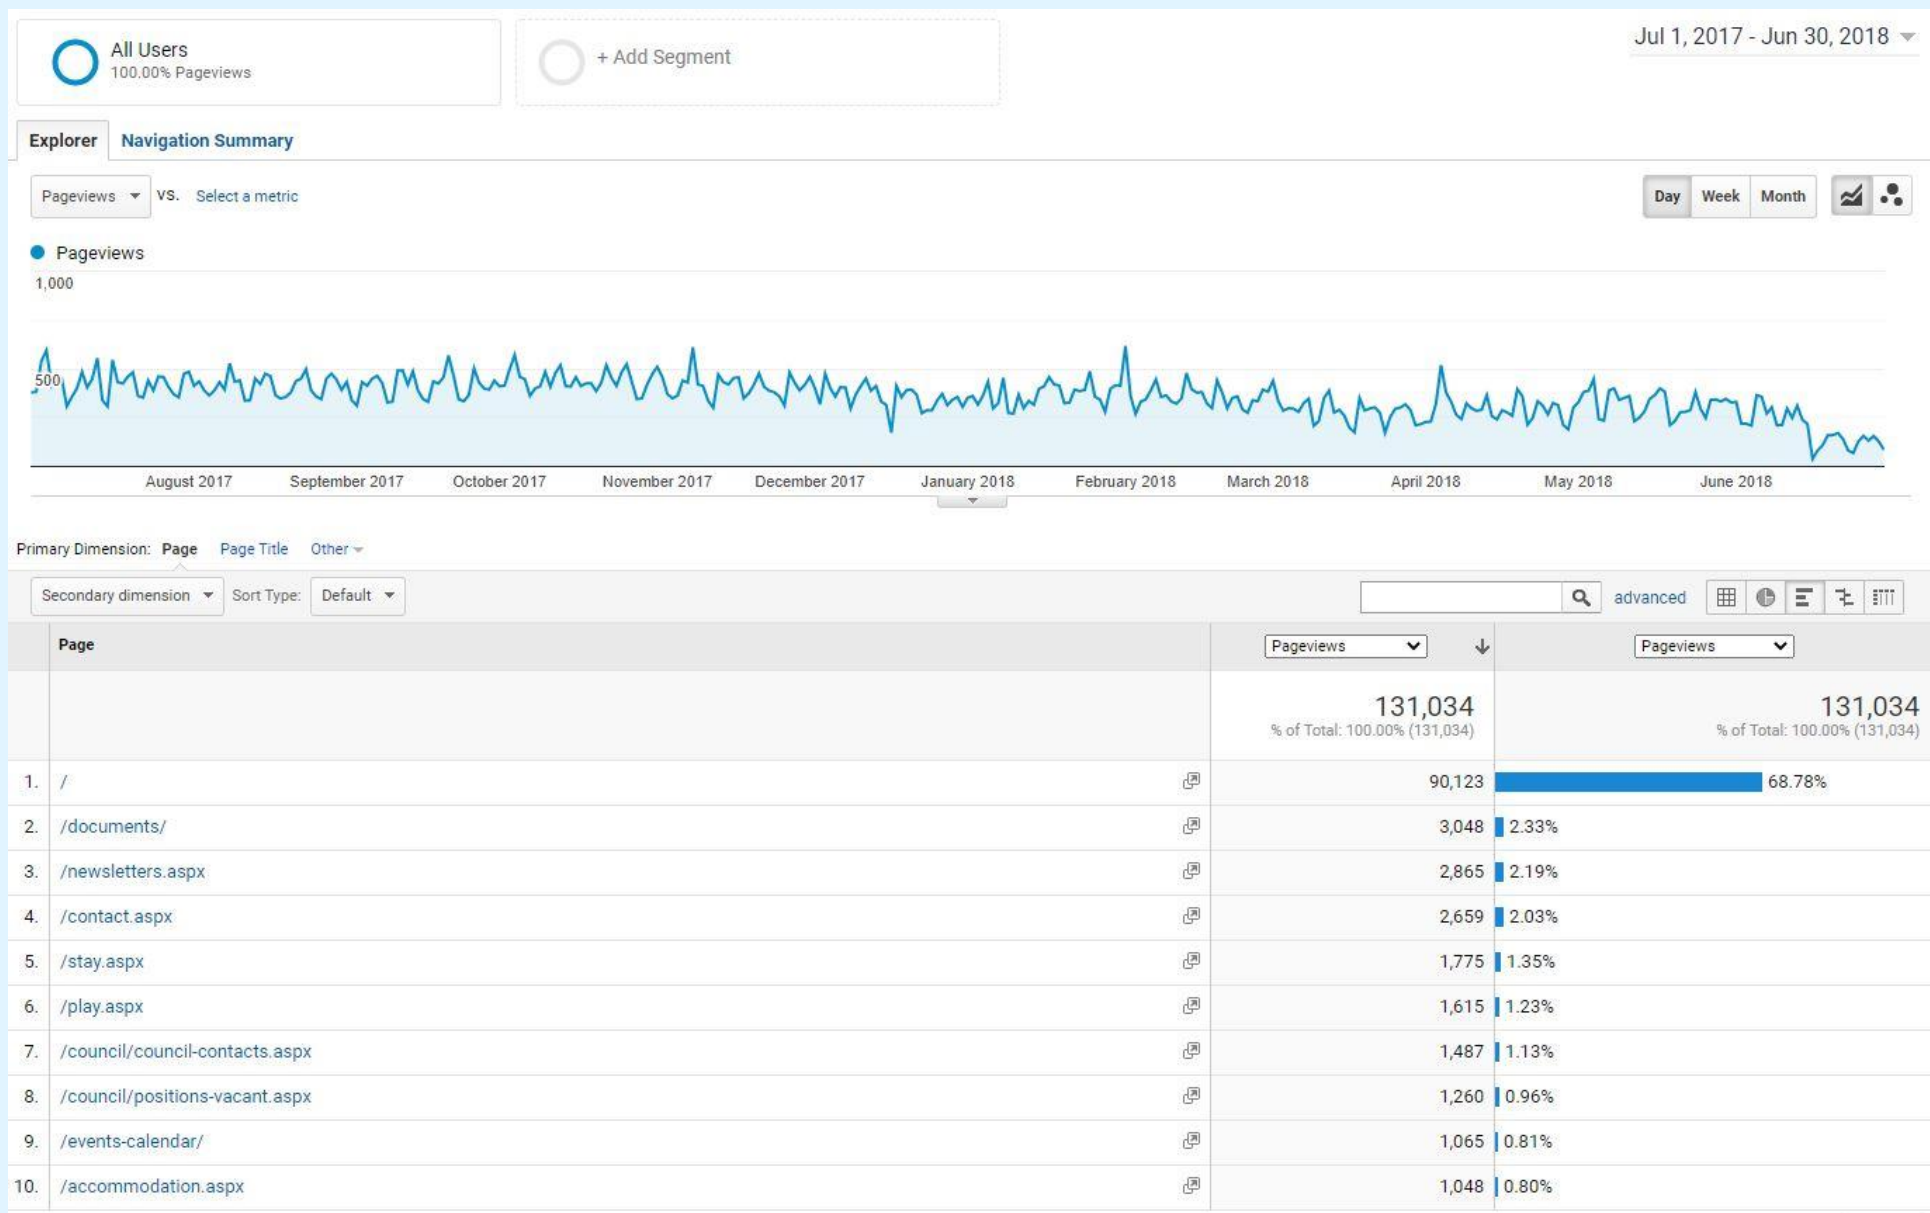 All Users
100.00% Pageviews
+ Add Segment
Jul 1, 2017 - Jun 30, 2018
Explorer Navigation Summary
Pageviews VS. Select a metric
Day Week Month
Pageviews
1,000
500
August 2017 September 2017 October 2017 November 2017 December 2017 January 2018 February 2018 March 2018 April 2018 May 2018 June 2018
Primary Dimension: Page Page Title Other
Secondary dimension Sort Type: Default advanced
Page Pageviews Pageviews
131,034 131,034
% of Total: 100.00% (131,034) % of Total: 100.00% (131,034)
1. / 90,123 68.78%
2. /documents/ 3,048 2.33%
3. /newsletters.aspx 2,865 2.19%
4. /contact.aspx 2,659 2.03%
5. /stay.aspx 1,775 1.35%
6. /play.aspx 1,615 1.23%
7. /council/council-contacts.aspx 1,487 1.13%
8. /council/positions-vacant.aspx 1,260 0.96%
9. /events-calendar/ 1,065 0.81%
10. /accommodation.aspx 1,048 0.80%